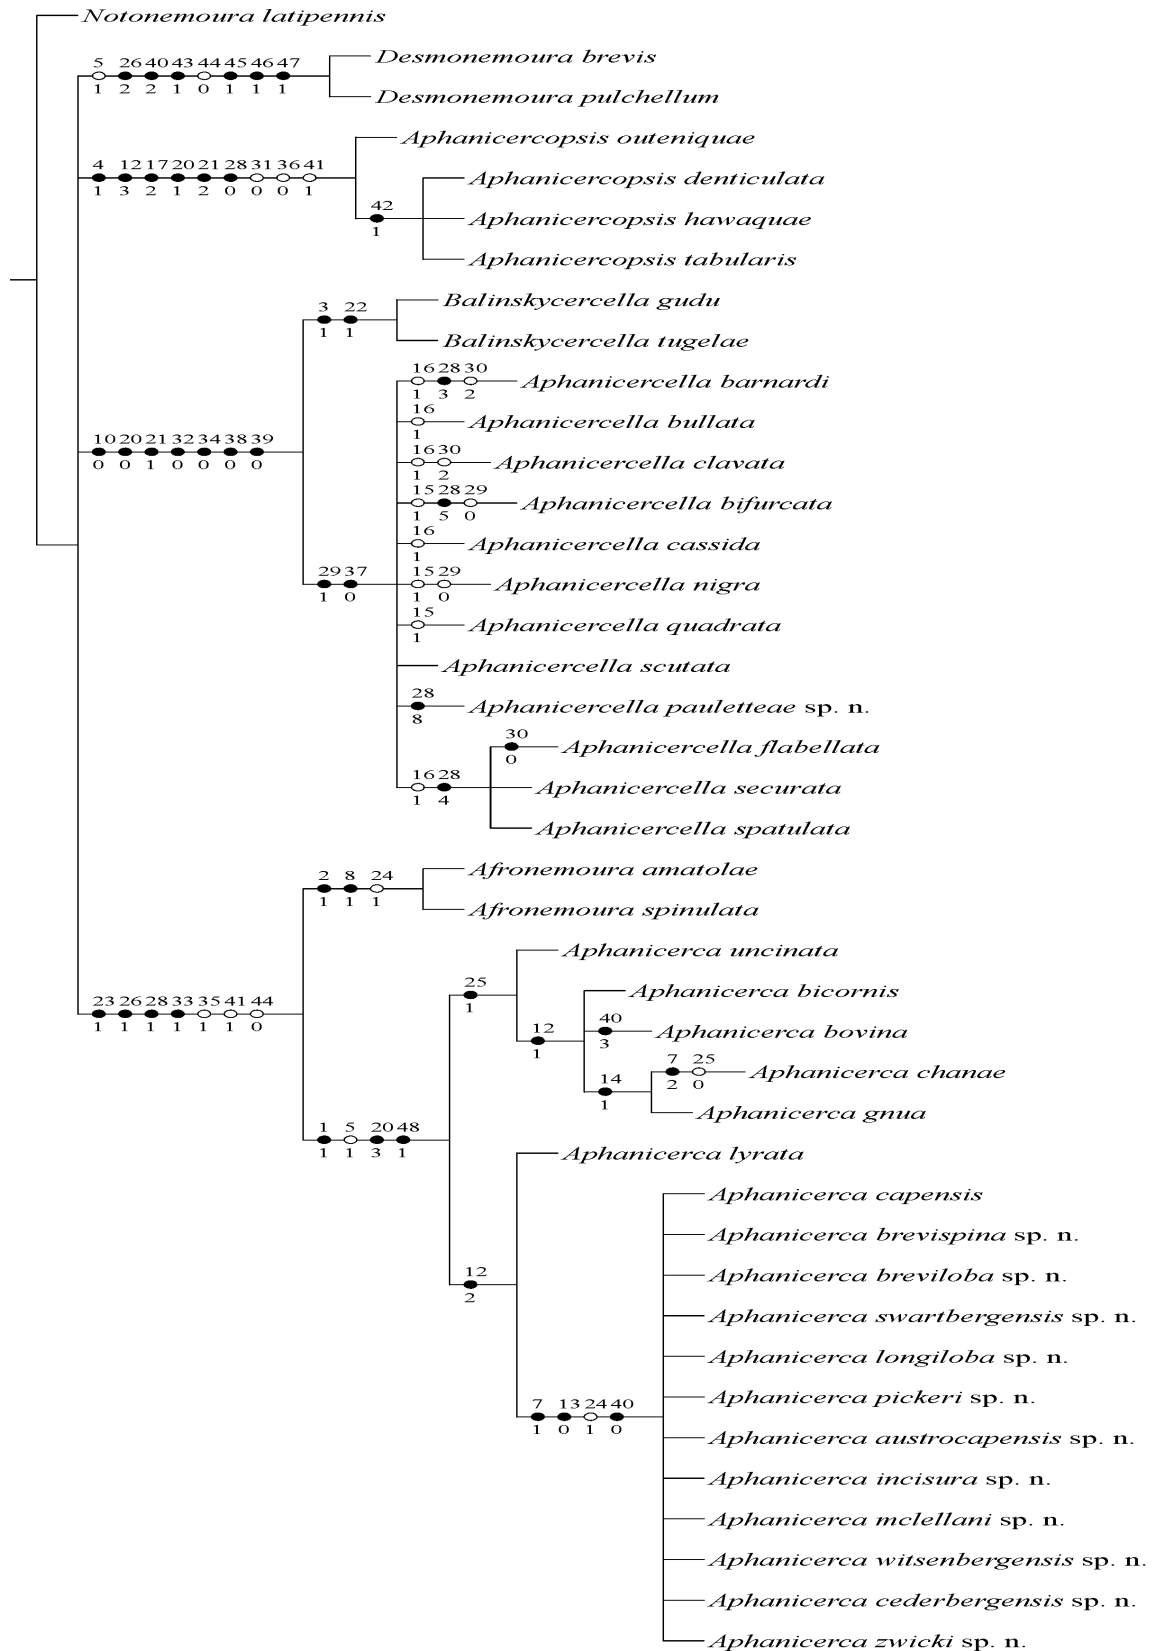 Notonemoura latipennis
Desmonemoura brevis
5 26 40 43 44 45 46 47
1 2 2 1 0 1 1 1
Desmonemoura pulchellum
Aphanicercopsis outeniquae
4 12 17 20 21 28 31 36 41
1 3 2 1 2 0 0 0 1
Aphanicercopsis denticulata
42
1
Aphanicercopsis hawaquae
Aphanicercopsis tabularis
Balinskycercella gudu
3 22
1 1
Balinskycercella tugelae
16 28 30
1 3 2
Aphanicercella barnardi
16
1
Aphanicercella bullata
10 20 21 32 34 38 39
0 0 1 0 0 0 0
16 30
1 2
Aphanicercella clavata
15 28 29
1 5 0
Aphanicercella bifurcata
16
1
Aphanicercella cassida
29 37
1 0
15 29
1 0
Aphanicercella nigra
15
1
Aphanicercella quadrata
Aphanicercella scutata
28
8
Aphanicercella pauletteae sp. n.
30
0
Aphanicercella flabellata
16 28
1 4
Aphanicercella securata
Aphanicercella spatulata
Afronemoura amatolae
2 8 24
1 1 1
Afronemoura spinulata
Aphanicerca uncinata
25
1
Aphanicerca bicornis
23 26 28 33 35 41 44
1 1 1 1 1 1 0
12
1
40
3
Aphanicerca bovina
7 25
2 0
Aphanicerca chanae
14
1
Aphanicerca gnua
1 5 20 48
1 1 3 1
Aphanicerca lyrata
Aphanicerca capensis
Aphanicerca brevispina sp. n.
12
2
Aphanicerca breviloba sp. n.
Aphanicerca swartbergensis sp. n.
Aphanicerca longiloba sp. n.
Aphanicerca pickeri sp. n.
7 13 24 40
1 0 1 0
Aphanicerca austrocapensis sp. n.
Aphanicerca incisura sp. n.
Aphanicerca mclellani sp. n.
Aphanicerca witsenbergensis sp. n.
Aphanicerca cederbergensis sp. n.
Aphanicerca zwicki sp. n.